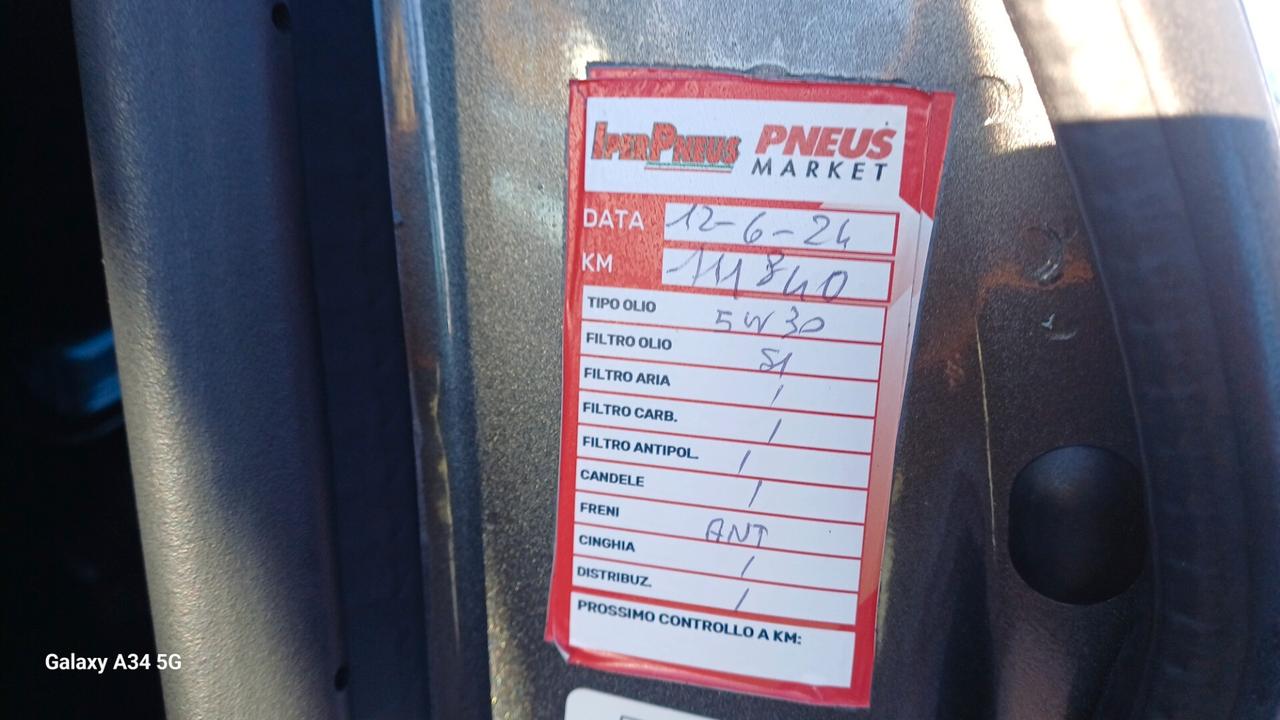 IPERPNEUS PNEUS MARKET
DATA 12-6-24
KM 111840
TIPO OLIO 5W30
FILTRO OLIO SI
FILTRO ARIA /
FILTRO CARB. /
FILTRO ANTIPOL. /
CANDELE /
FRENI ANT
CINGHIA /
DISTRIBUZ. /
PROSSIMO CONTROLLO A KM:
Galaxy A34 5G